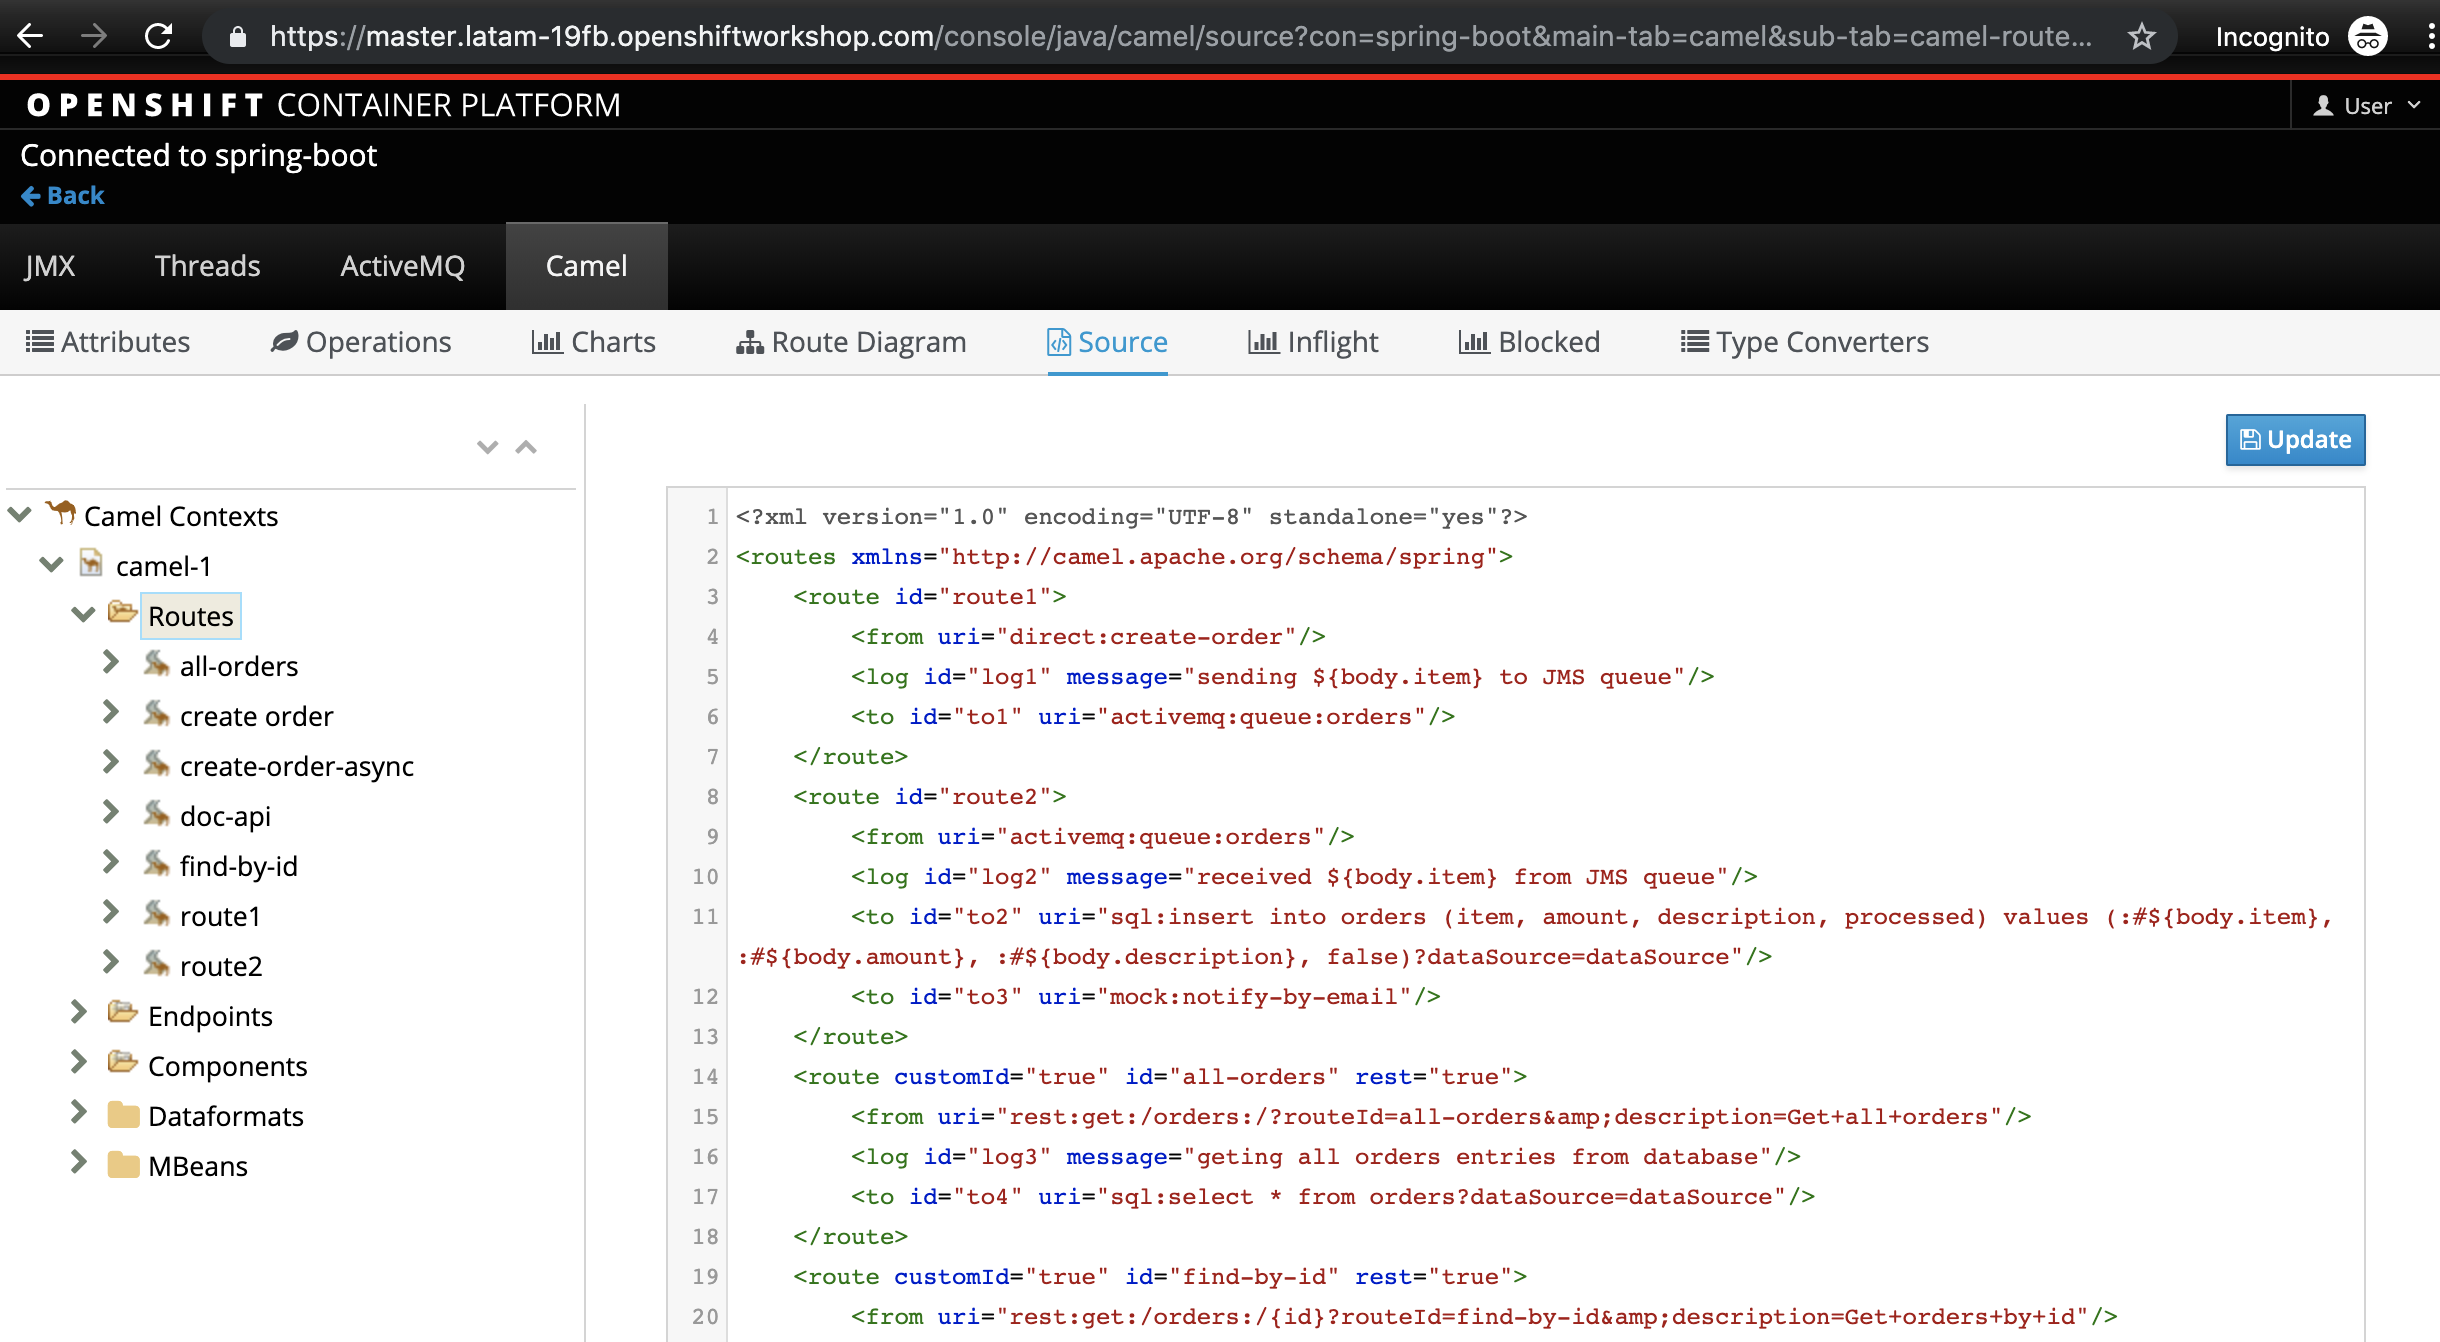 https://master.latam-19fb.openshiftworkshop.com/console/java/camel/source?con=spring-boot&main-tab=camel&sub-tab=camel-route... Incognito
OPENSHIFT CONTAINER PLATFORM User
Connected to spring-boot
Back
JMX Threads ActiveMQ Camel
Attributes Operations Charts Route Diagram Source Inflight Blocked Type Converters
Update
Camel Contexts
camel-1
Routes
all-orders
create order
create-order-async
doc-api
find-by-id
route1
route2
Endpoints
Components
Dataformats
MBeans
1 <?xml version="1.0" encoding="UTF-8" standalone="yes"?>
2 <routes xmlns="http://camel.apache.org/schema/spring">
3 <route id="route1">
4 <from uri="direct:create-order"/>
5 <log id="log1" message="sending ${body.item} to JMS queue"/>
6 <to id="to1" uri="activemq:queue:orders"/>
7 </route>
8 <route id="route2">
9 <from uri="activemq:queue:orders"/>
10 <log id="log2" message="received ${body.item} from JMS queue"/>
11 <to id="to2" uri="sql:insert into orders (item, amount, description, processed) values (:#${body.item},
:#${body.amount}, :#${body.description}, false)?dataSource=dataSource"/>
12 <to id="to3" uri="mock:notify-by-email"/>
13 </route>
14 <route customId="true" id="all-orders" rest="true">
15 <from uri="rest:get:/orders:/?routeId=all-orders&amp;description=Get+all+orders"/>
16 <log id="log3" message="geting all orders entries from database"/>
17 <to id="to4" uri="sql:select * from orders?dataSource=dataSource"/>
18 </route>
19 <route customId="true" id="find-by-id" rest="true">
20 <from uri="rest:get:/orders:/{id}?routeId=find-by-id&amp;description=Get+orders+by+id"/>